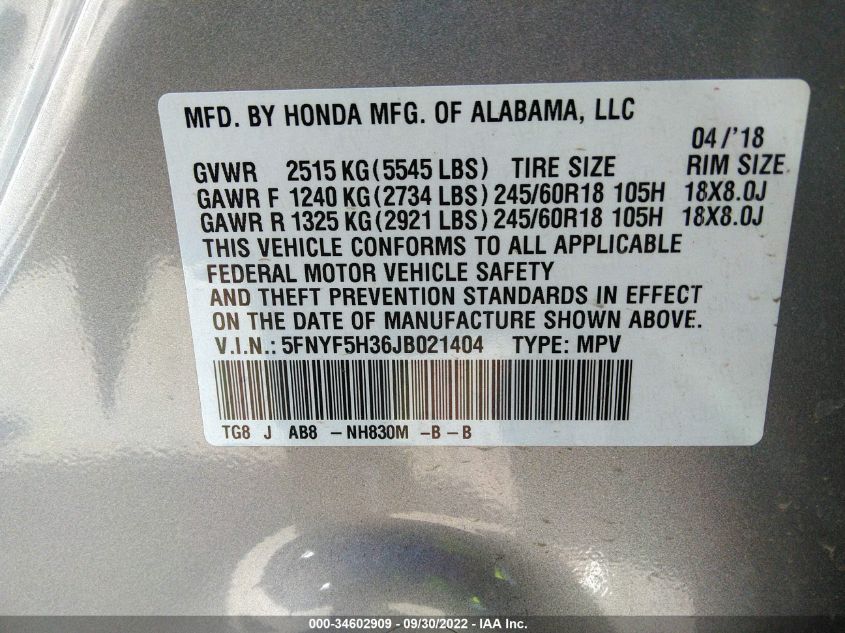 MFD. BY HONDA MFG. OF ALABAMA, LLC
04/'18
GVWR 2515 KG (5545 LBS) TIRE SIZE RIM SIZE
GAWR F 1240 KG (2734 LBS) 245/60R18 105H 18X8.0J
GAWR R 1325 KG (2921 LBS) 245/60R18 105H 18X8.0J
THIS VEHICLE CONFORMS TO ALL APPLICABLE
FEDERAL MOTOR VEHICLE SAFETY
AND THEFT PREVENTION STANDARDS IN EFFECT
ON THE DATE OF MANUFACTURE SHOWN ABOVE.
V.I.N.: 5FNYF5H36JB021404 TYPE: MPV
TG8 J AB8 - NH830M - B - B
000-34602909 - 09/30/2022 - IAA Inc.